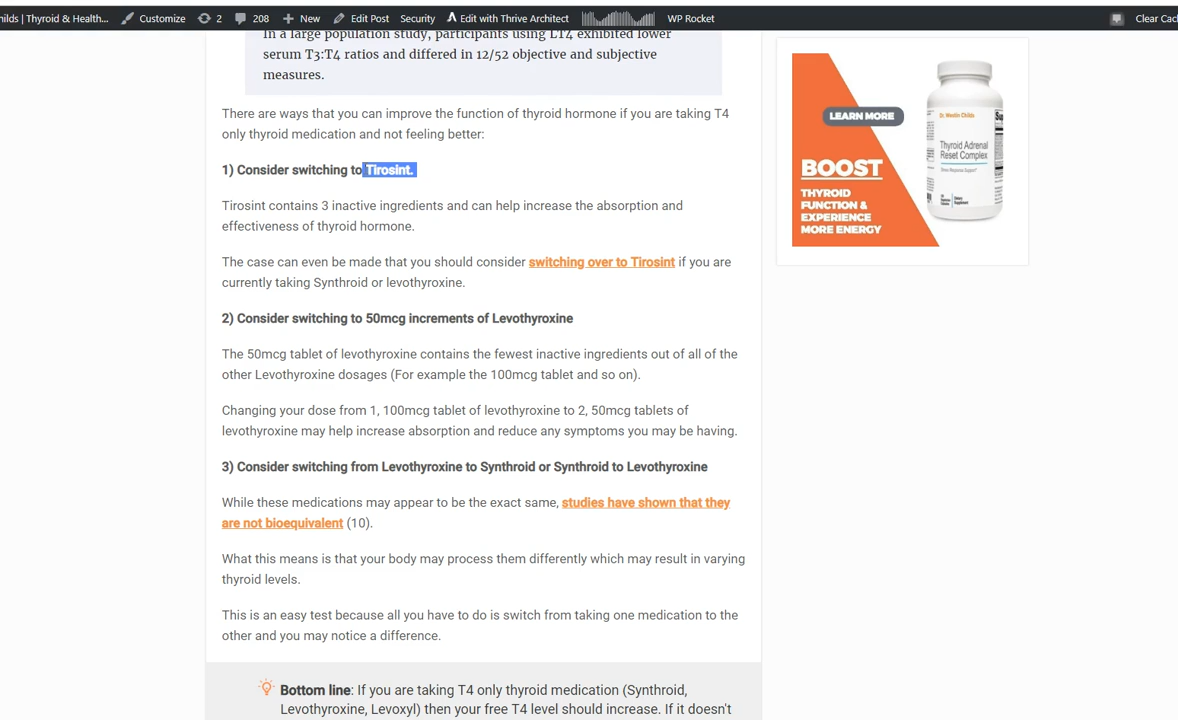 hilds | Thyroid & Health... Customize 2 208 New Edit Post Security Edit with Thrive Architect WP Rocket Clear Cac
In a large population study, participants using LT4 exhibited lower
serum T3:T4 ratios and differed in 12/52 objective and subjective
measures.
There are ways that you can improve the function of thyroid hormone if you are taking T4
only thyroid medication and not feeling better:
1) Consider switching to Tirosint.
Tirosint contains 3 inactive ingredients and can help increase the absorption and
effectiveness of thyroid hormone.
The case can even be made that you should consider switching over to Tirosint if you are
currently taking Synthroid or levothyroxine.
2) Consider switching to 50mcg increments of Levothyroxine
The 50mcg tablet of levothyroxine contains the fewest inactive ingredients out of all of the
other Levothyroxine dosages (For example the 100mcg tablet and so on).
Changing your dose from 1, 100mcg tablet of levothyroxine to 2, 50mcg tablets of
levothyroxine may help increase absorption and reduce any symptoms you may be having.
3) Consider switching from Levothyroxine to Synthroid or Synthroid to Levothyroxine
While these medications may appear to be the exact same, studies have shown that they
are not bioequivalent (10).
What this means is that your body may process them differently which may result in varying
thyroid levels.
This is an easy test because all you have to do is switch from taking one medication to the
other and you may notice a difference.
Bottom line: If you are taking T4 only thyroid medication (Synthroid,
Levothyroxine, Levoxyl) then your free T4 level should increase. If it doesn't
LEARN MORE
BOOST
THYROID
FUNCTION &
EXPERIENCE
MORE ENERGY
Dr. Westin Childs
Thyroid Adrenal
Reset Complex